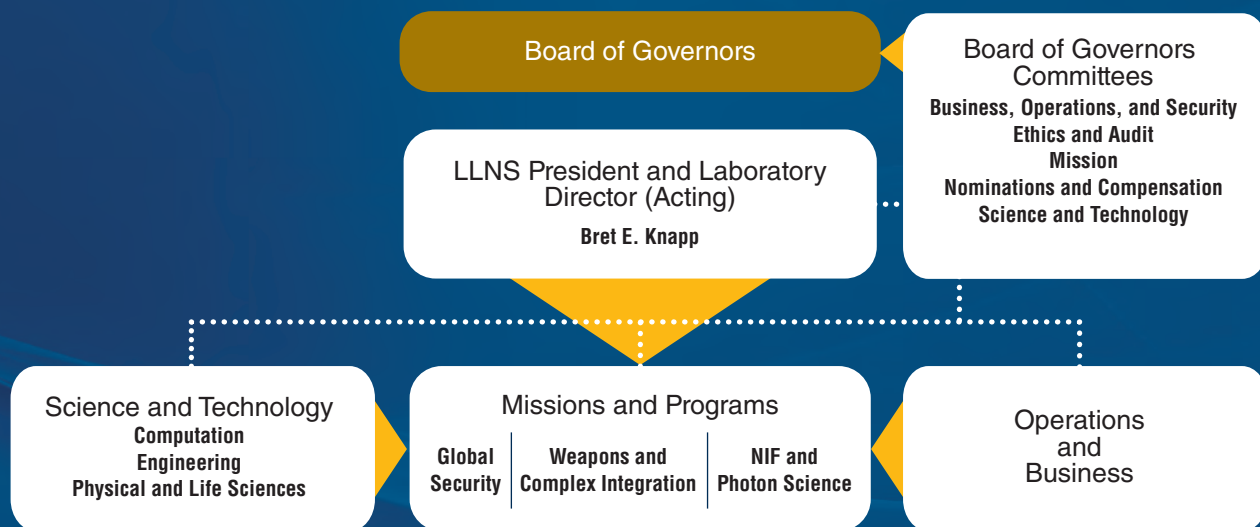 Board of Governors
Board of Governors
Committees
Business, Operations, and Security
Ethics and Audit
Mission
Nominations and Compensation
Science and Technology
LLNS President and Laboratory
Director (Acting)
Bret E. Knapp
Science and Technology
Computation
Engineering
Physical and Life Sciences
Missions and Programs
Global
Security
Weapons and
Complex Integration
NIF and
Photon Science
Operations
and
Business